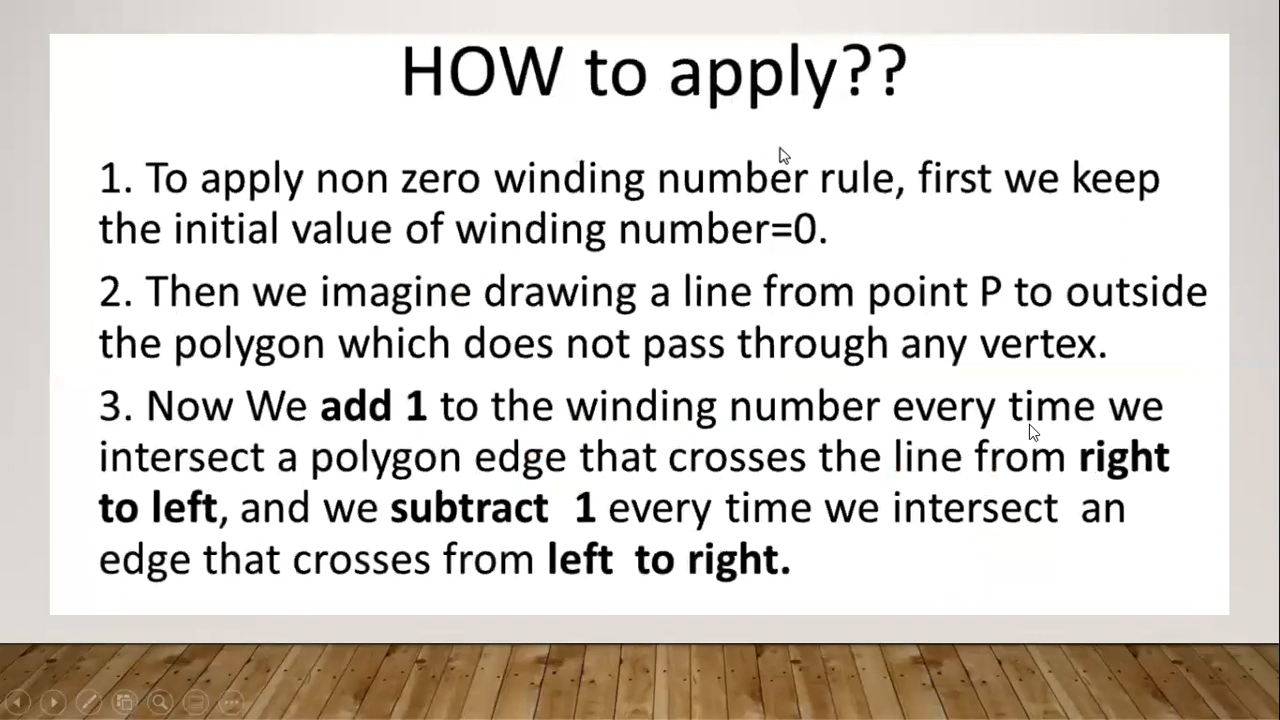 HOW to apply??
1. To apply non zero winding number rule, first we keep
the initial value of winding number=0.
2. Then we imagine drawing a line from point P to outside
the polygon which does not pass through any vertex.
3. Now We add 1 to the winding number every time we
intersect a polygon edge that crosses the line from right
to left, and we subtract 1 every time we intersect an
edge that crosses from left to right.